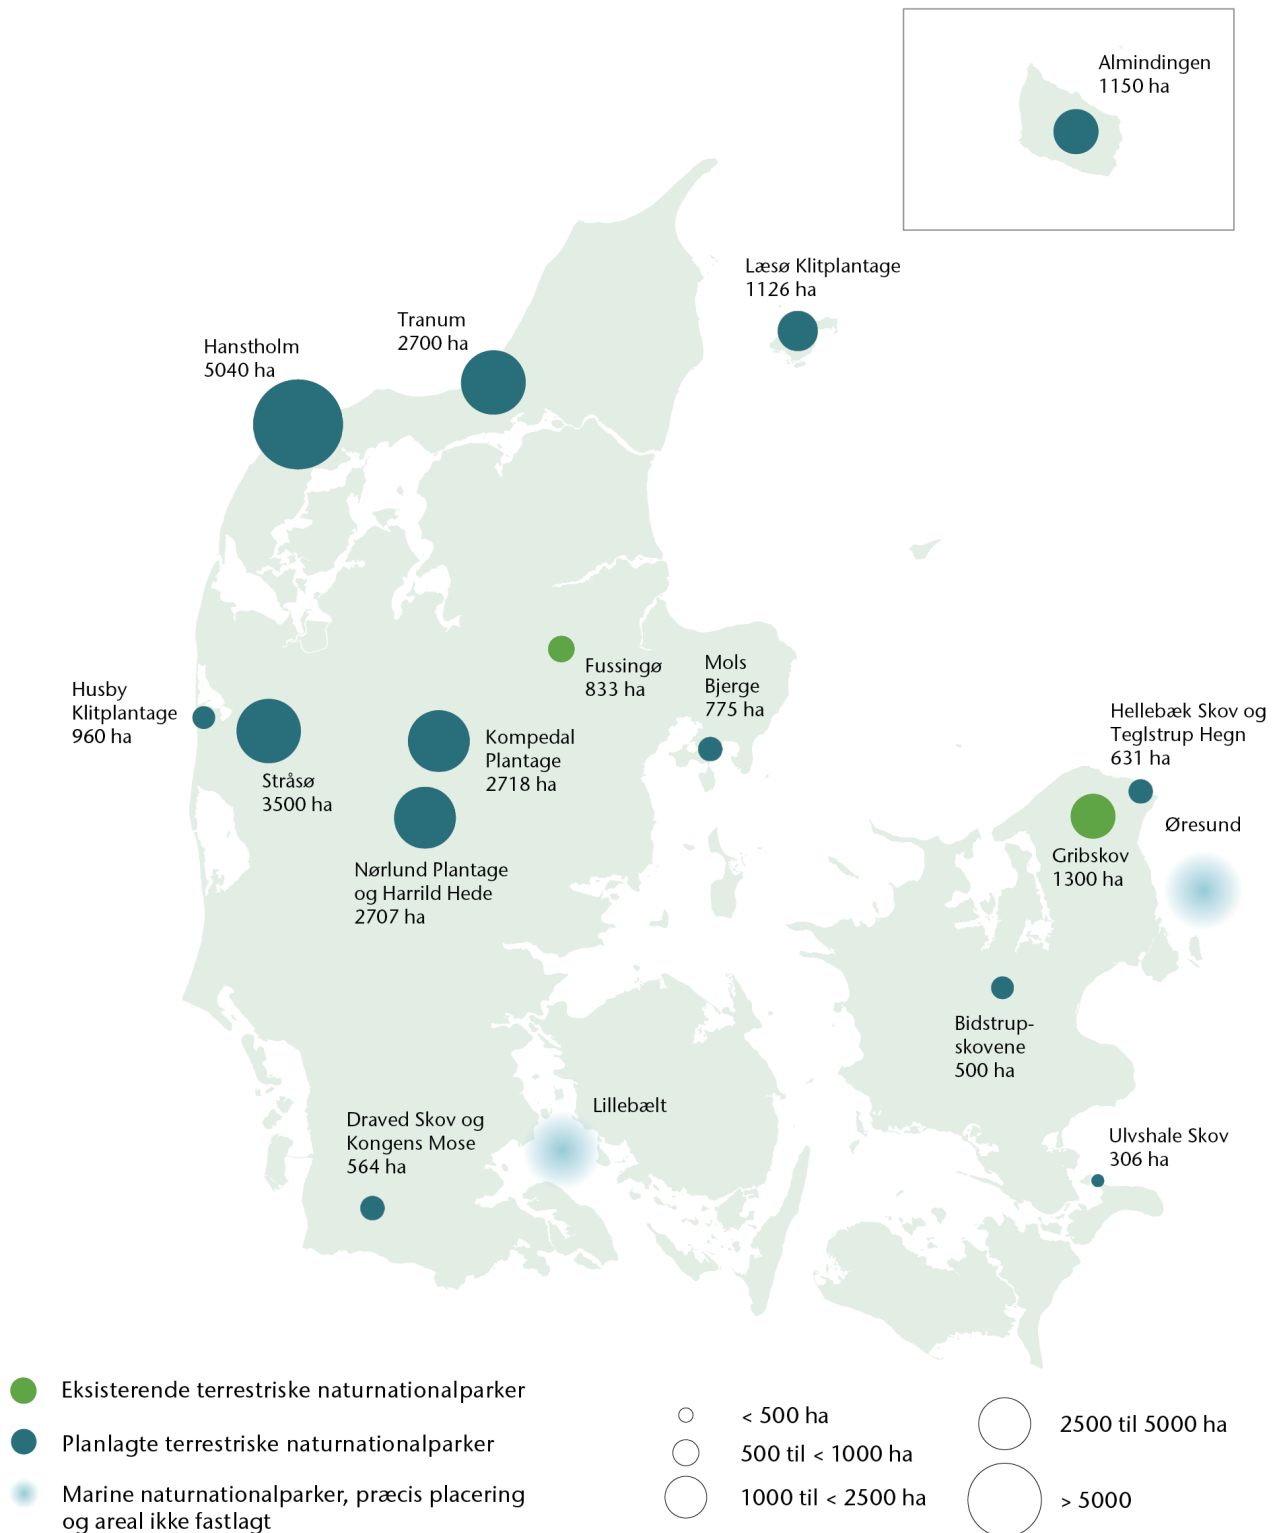 Almindingen
1150 ha
Læsø Klitplantage
1126 ha
Tranum
2700 ha
Hanstholm
5040 ha
Fussingø
833 ha
Mols
Bjerge
775 ha
Husby
Klitplantage
960 ha
Stråsø
3500 ha
Kompedal
Plantage
2718 ha
Nørlund Plantage
og Harrild Hede
2707 ha
Hellebæk Skov og
Teglstrup Hegn
631 ha
Øresund
Gribskov
1300 ha
Bidstrup-
skovene
500 ha
Lillebælt
Draved Skov og
Kongens Mose
564 ha
Ulvshale Skov
306 ha
Eksisterende terrestriske naturnationalparker
Planlagte terrestriske naturnationalparker
Marine naturnationalparker, præcis placering
og areal ikke fastlagt
< 500 ha
500 til < 1000 ha
1000 til < 2500 ha
2500 til 5000 ha
> 5000